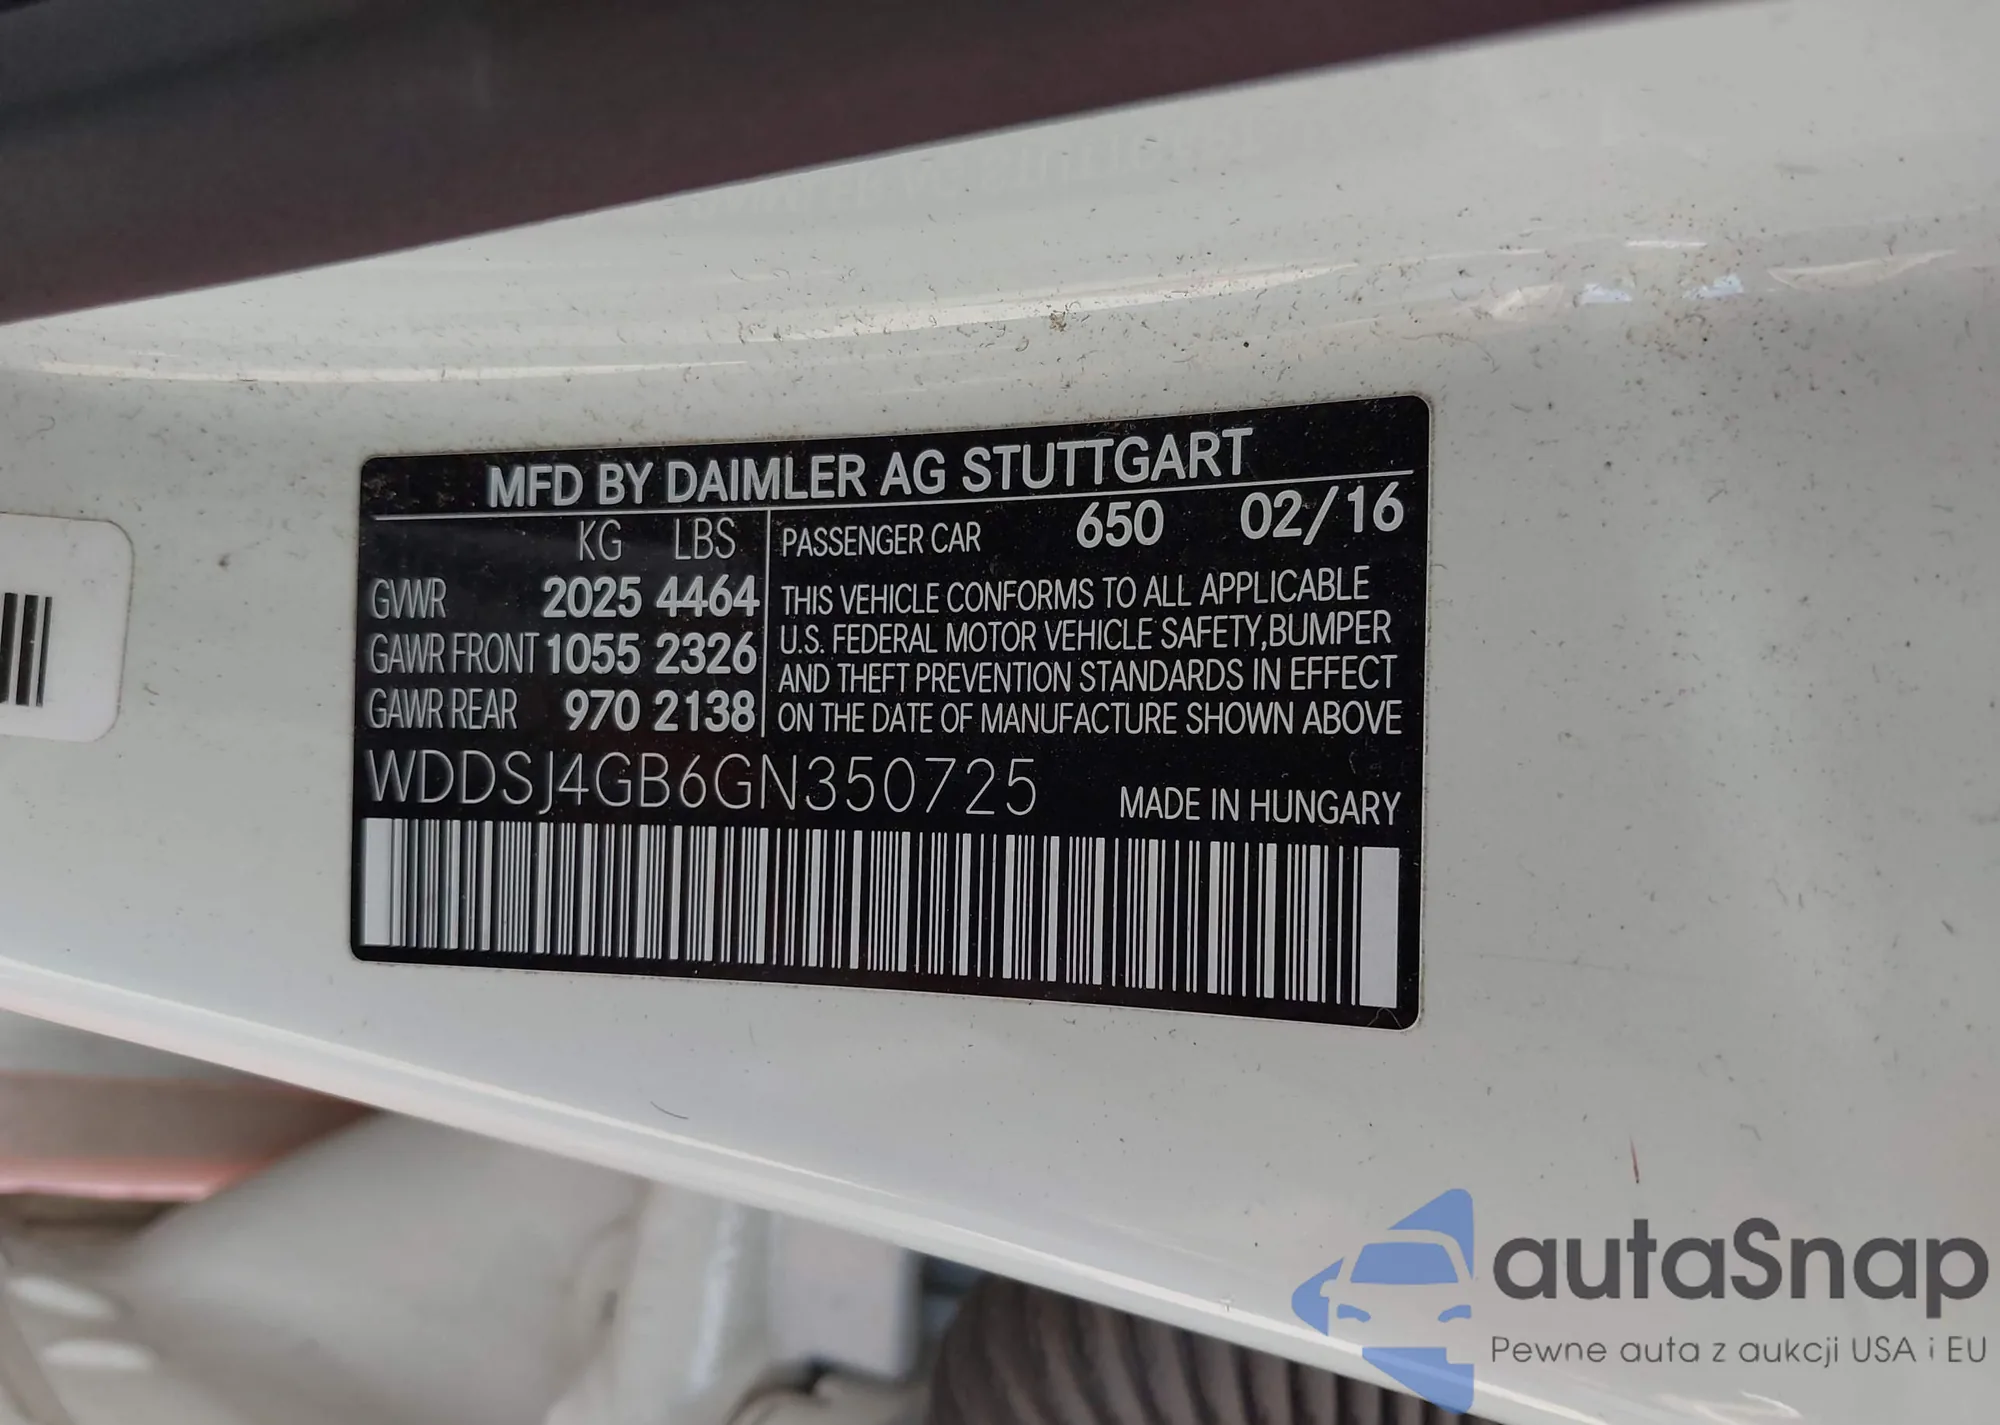 MFD BY DAIMLER AG STUTTGART
KG LBS
GVWR 2025 4464
GAWR FRONT 1055 2326
GAWR REAR 970 2138
PASSENGER CAR 650 02/16
THIS VEHICLE CONFORMS TO ALL APPLICABLE
U.S. FEDERAL MOTOR VEHICLE SAFETY,BUMPER
AND THEFT PREVENTION STANDARDS IN EFFECT
ON THE DATE OF MANUFACTURE SHOWN ABOVE
WDDSJ4GB6GN350725
MADE IN HUNGARY
autaSnap
Pewne auta z aukcji USA i EU